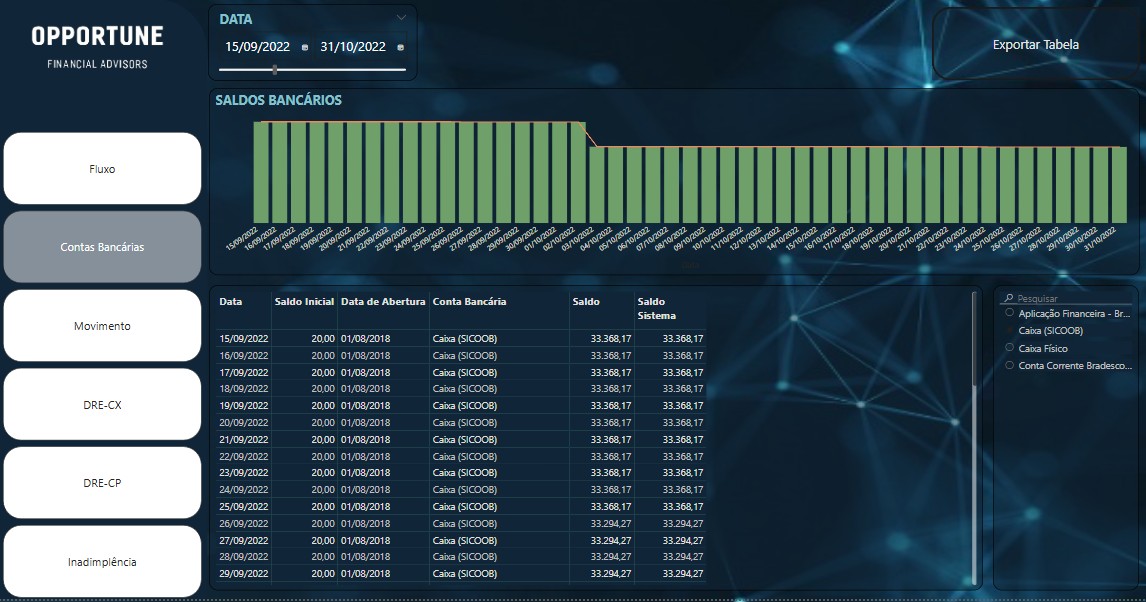 OPPORTUNE
FINANCIAL ADVISORS
DATA
15/09/2022 31/10/2022
Exportar Tabela
SALDOS BANCÁRIOS
15/09/2022 16/09/2022 17/09/2022 18/09/2022 19/09/2022 20/09/2022 21/09/2022 22/09/2022 23/09/2022 24/09/2022 25/09/2022 26/09/2022 27/09/2022 28/09/2022 29/09/2022 30/09/2022 01/10/2022 02/10/2022 03/10/2022 04/10/2022 05/10/2022 06/10/2022 07/10/2022 08/10/2022 09/10/2022 10/10/2022 11/10/2022 12/10/2022 13/10/2022 14/10/2022 15/10/2022 16/10/2022 17/10/2022 18/10/2022 19/10/2022 20/10/2022 21/10/2022 22/10/2022 23/10/2022 24/10/2022 25/10/2022 26/10/2022 27/10/2022 28/10/2022 29/10/2022 30/10/2022 31/10/2022
Fluxo
Contas Bancárias
Movimento
DRE-CX
DRE-CP
Inadimplência
Data Saldo Inicial Data de Abertura Conta Bancária Saldo Saldo
Sistema
15/09/2022 20,00 01/08/2018 Caixa (SICOOB) 33.368,17 33.368,17
16/09/2022 20,00 01/08/2018 Caixa (SICOOB) 33.368,17 33.368,17
17/09/2022 20,00 01/08/2018 Caixa (SICOOB) 33.368,17 33.368,17
18/09/2022 20,00 01/08/2018 Caixa (SICOOB) 33.368,17 33.368,17
19/09/2022 20,00 01/08/2018 Caixa (SICOOB) 33.368,17 33.368,17
20/09/2022 20,00 01/08/2018 Caixa (SICOOB) 33.368,17 33.368,17
21/09/2022 20,00 01/08/2018 Caixa (SICOOB) 33.368,17 33.368,17
22/09/2022 20,00 01/08/2018 Caixa (SICOOB) 33.368,17 33.368,17
23/09/2022 20,00 01/08/2018 Caixa (SICOOB) 33.368,17 33.368,17
24/09/2022 20,00 01/08/2018 Caixa (SICOOB) 33.368,17 33.368,17
25/09/2022 20,00 01/08/2018 Caixa (SICOOB) 33.368,17 33.368,17
26/09/2022 20,00 01/08/2018 Caixa (SICOOB) 33.294,27 33.294,27
27/09/2022 20,00 01/08/2018 Caixa (SICOOB) 33.294,27 33.294,27
28/09/2022 20,00 01/08/2018 Caixa (SICOOB) 33.294,27 33.294,27
29/09/2022 20,00 01/08/2018 Caixa (SICOOB) 33.294,27 33.294,27
Pesquisar
Aplicação Financeira - Br...
Caixa (SICOOB)
Caixa Físico
Conta Corrente Bradesco...